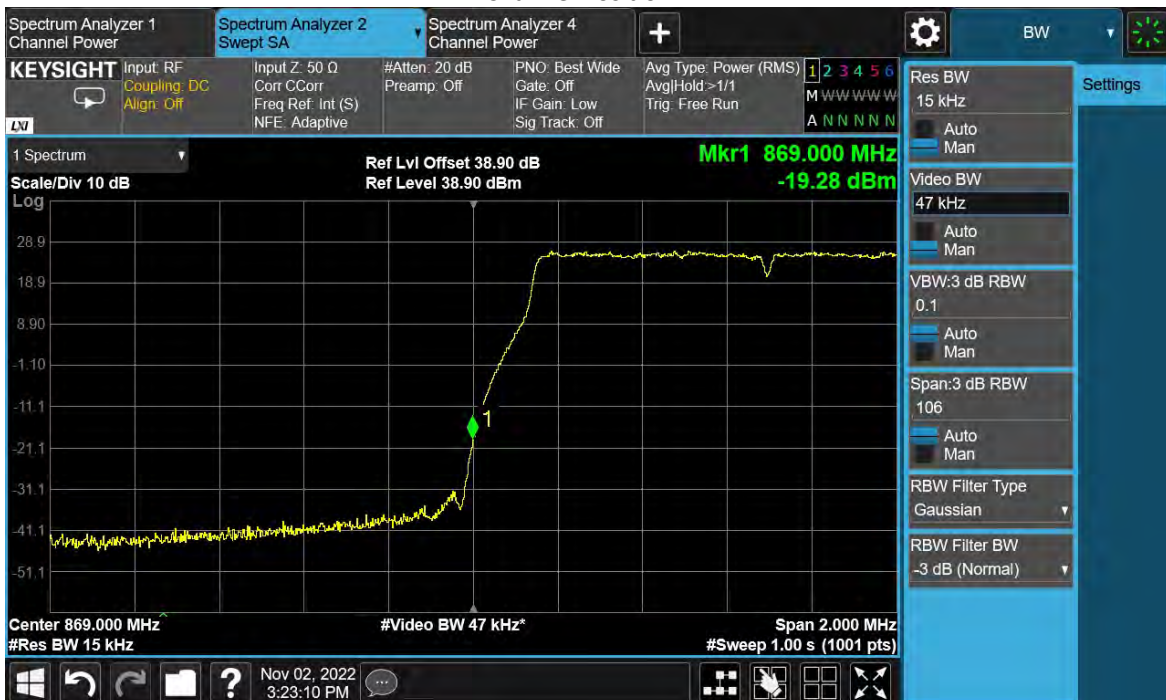 Spectrum Analyzer 1
Channel Power
Spectrum Analyzer 2
Swept SA
Spectrum Analyzer 4
Channel Power
BW
KEYSIGHT
LXI
Input: RF
Coupling: DC
Align: Off
Input Z: 50 Ω
Corr CCorr
Freq Ref: Int (S)
NFE: Adaptive
#Atten: 20 dB
Preamp: Off
PNO: Best Wide
Gate: Off
IF Gain: Low
Sig Track: Off
Avg Type: Power (RMS)
Avg|Hold:>1/1
Trig: Free Run
1 2 3 4 5 6
M W W W W W
A N N N N N
1 Spectrum
Scale/Div 10 dB
Ref Lvl Offset 38.90 dB
Ref Level 38.90 dBm
Mkr1 869.000 MHz
-19.28 dBm
Log
28.9
18.9
8.90
-1.10
-11.1
-21.1
-31.1
-41.1
-51.1
1
Center 869.000 MHz
#Res BW 15 kHz
#Video BW 47 kHz*
Span 2.000 MHz
#Sweep 1.00 s (1001 pts)
Res BW
15 kHz
Auto
Man
Video BW
47 kHz
Auto
Man
VBW:3 dB RBW
0.1
Auto
Man
Span:3 dB RBW
106
Auto
Man
RBW Filter Type
Gaussian
RBW Filter BW
-3 dB (Normal)
Settings
?
Nov 02, 2022
3:23:10 PM